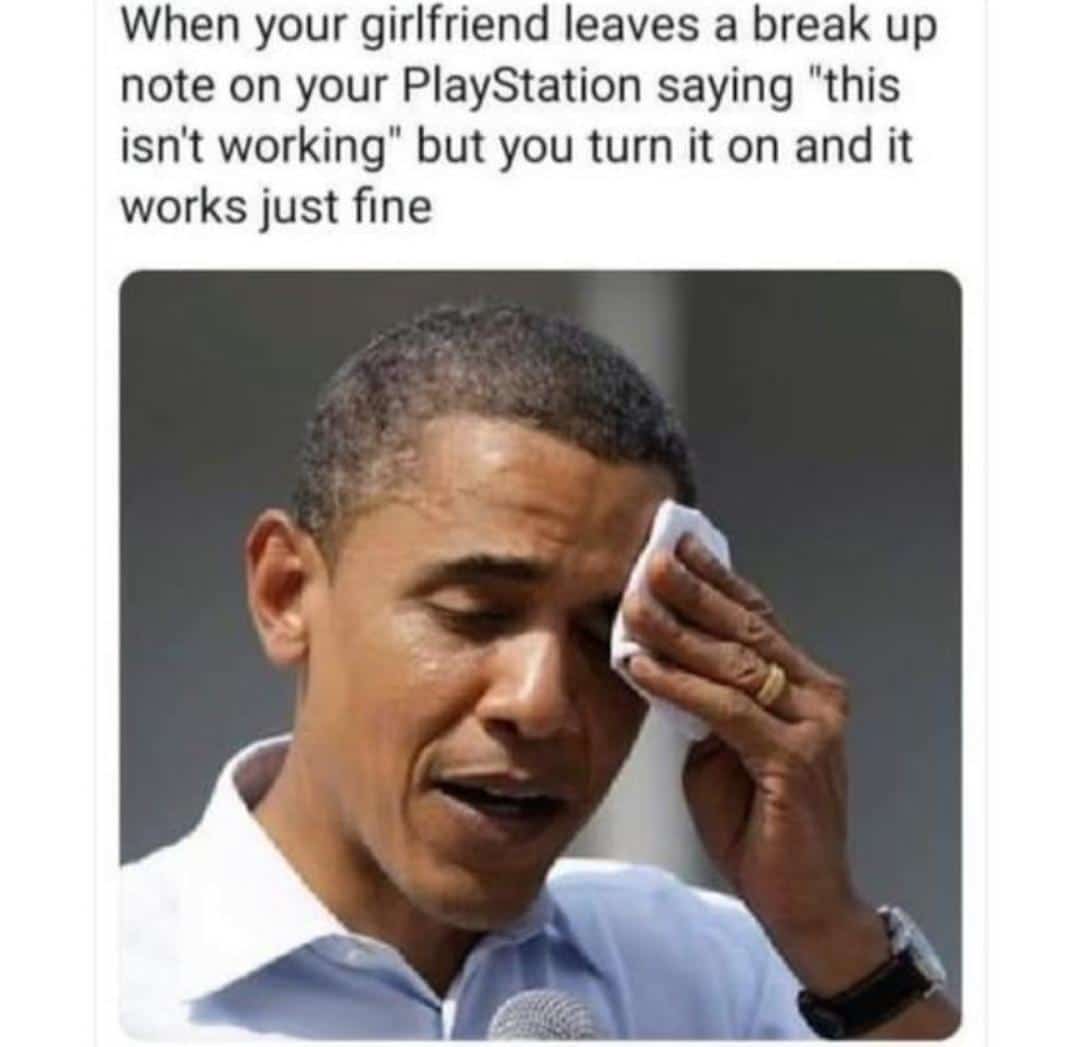 When your girlfriend leaves a break up
note on your PlayStation saying "this
isn't working" but you turn it on and it
works just fine